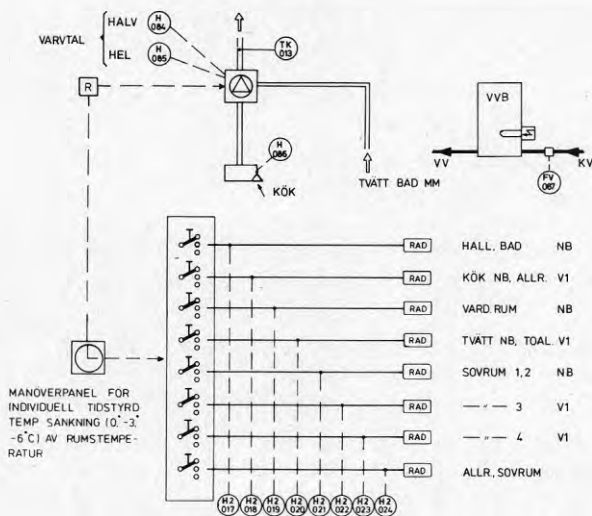 VARVTAL
HALV
H
084
HEL
H
085
TK
013
R
H
086
KÖK
TVÄTT BAD MM
VVB
VV
KV
FV
087
RAD
HALL, BAD NB
RAD
KÖK NB, ALLR. V1
RAD
VARD. RUM NB
RAD
TVÄTT NB, TOAL. V1
RAD
SOVRUM 1,2 NB
RAD
— " — 3 V1
RAD
— " — 4 V1
RAD
ALLR, SOVRUM
MANÖVERPANEL FÖR
INDIVIDUELL TIDSTYRD
TEMP SÄNKNING (0,°-3,°
-6°C) AV RUMSTEMPE-
RATUR
H2
017
H2
018
H2
019
H2
020
H2
021
H2
022
H2
023
H2
024